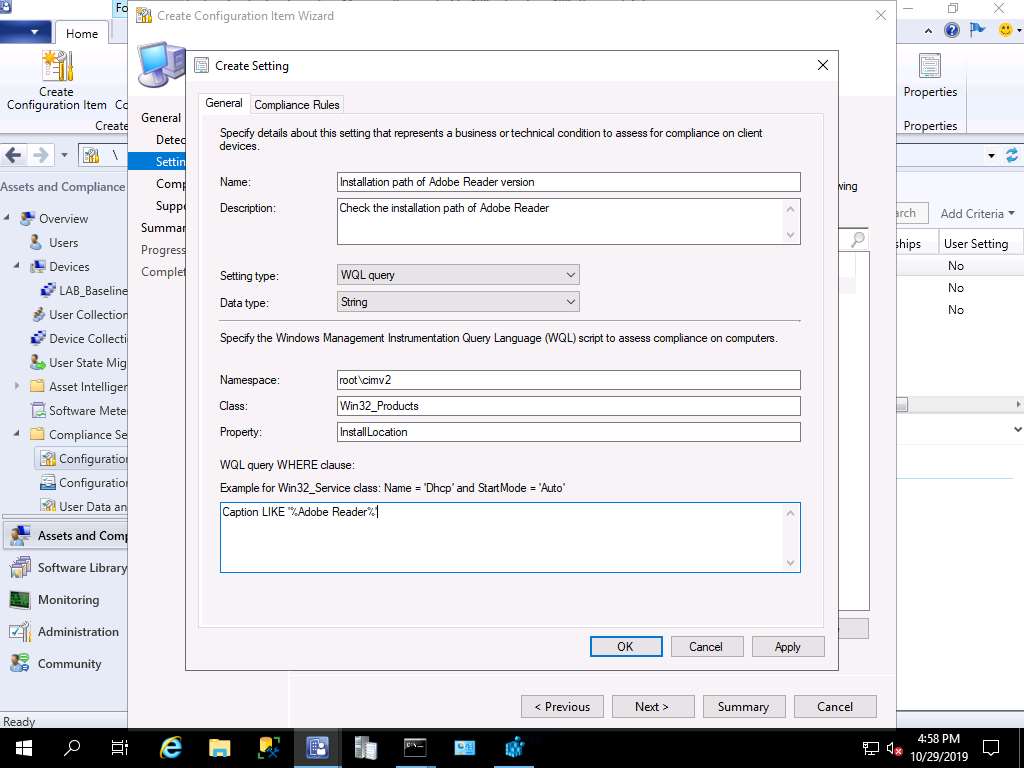 Fo
Create Configuration Item Wizard
Home
Create
Configuration Item
Co
Create
Properties
Properties
\
Assets and Compliance
Overview
Users
Devices
LAB_Baseline
User Collection
Device Collecti
User State Mig
Asset Intelliger
Software Mete
Compliance Se
Configuration
Configuration
User Data an
Assets and Comp
Software Library
Monitoring
Administration
Community
Ready
General
Detec
Settin
Comp
Suppo
Summar
Progress
Complet
Create Setting
General
Compliance Rules
Specify details about this setting that represents a business or technical condition to assess for compliance on client
devices.
Name:
Installation path of Adobe Reader version
Description:
Check the installation path of Adobe Reader
Setting type:
WQL query
Data type:
String
Specify the Windows Management Instrumentation Query Language (WQL) script to assess compliance on computers.
Namespace:
root\cimv2
Class:
Win32_Products
Property:
InstallLocation
WQL query WHERE clause:
Example for Win32_Service class: Name = 'Dhcp' and StartMode = 'Auto'
Caption LIKE '%Adobe Reader%'
OK
Cancel
Apply
< Previous
Next >
Summary
Cancel
wing
arch
Add Criteria
ships
User Setting
No
No
No
4:58 PM
10/29/2019